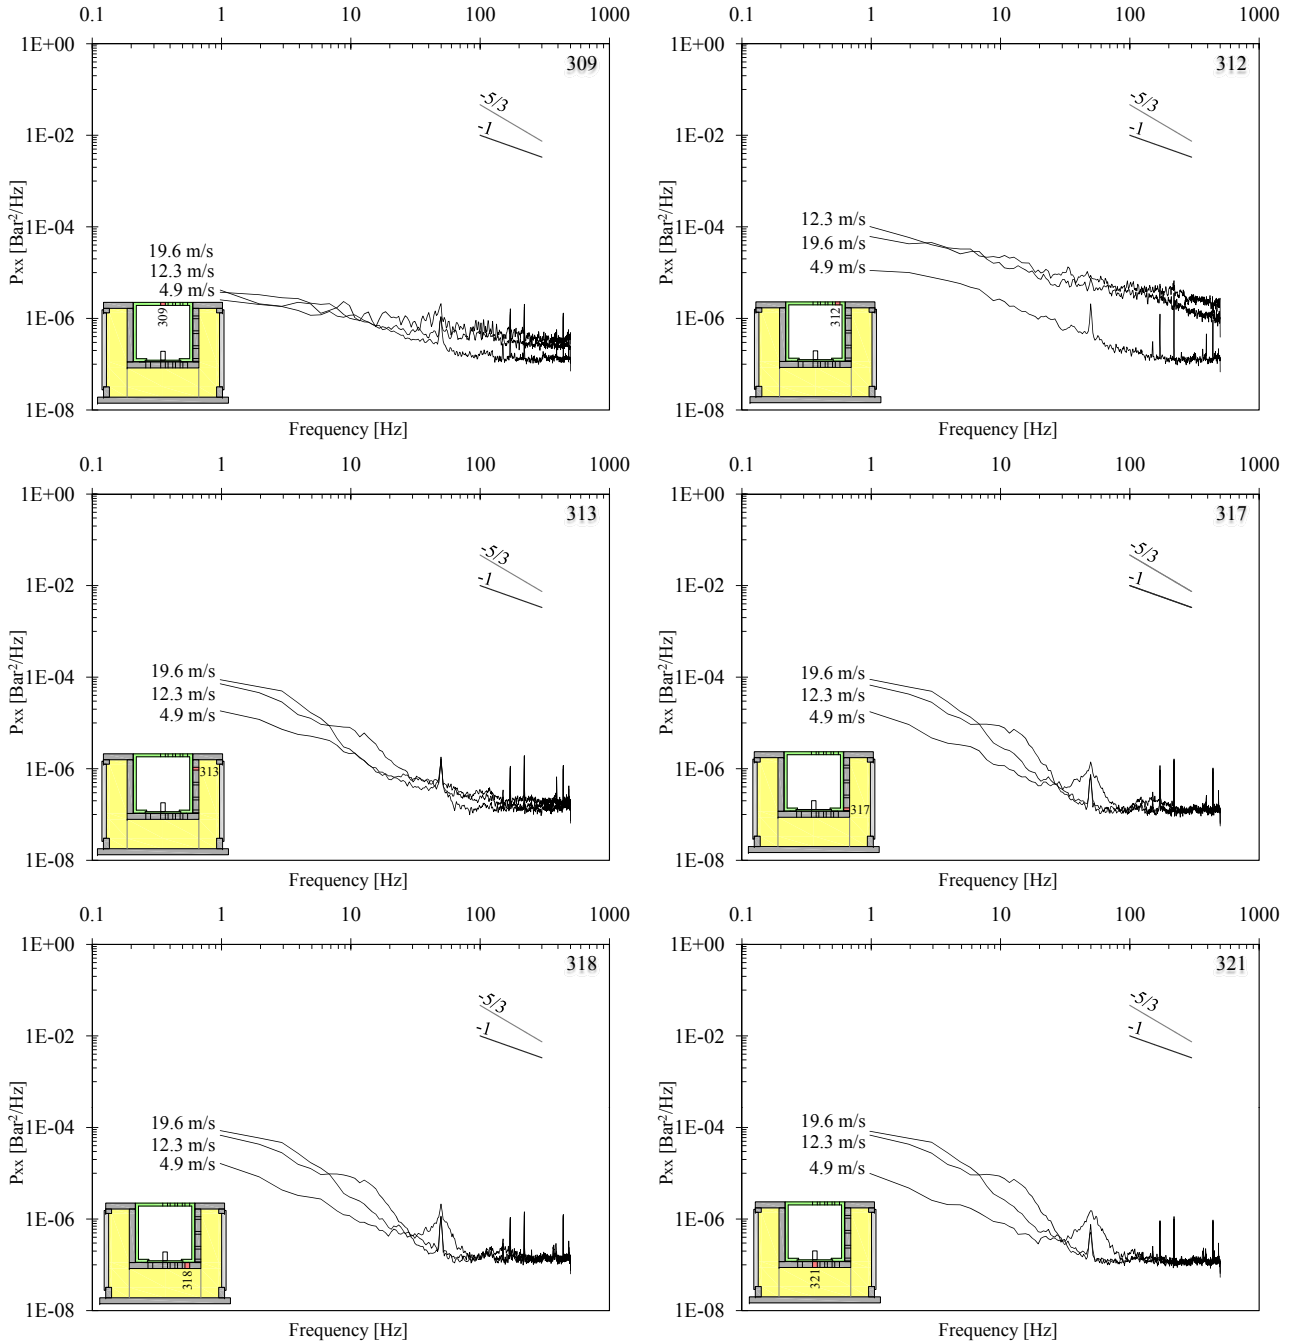 0.1 1 10 100 1000
1E+00
309
-5/3
1E-02
-1
1E-04
19.6 m/s
12.3 m/s
4.9 m/s
1E-06
309
1E-08
Pxx [Bar²/Hz]
Frequency [Hz]
0.1 1 10 100 1000
1E+00
312
-5/3
1E-02
-1
1E-04
12.3 m/s
19.6 m/s
4.9 m/s
1E-06
312
1E-08
Pxx [Bar²/Hz]
Frequency [Hz]
0.1 1 10 100 1000
1E+00
313
-5/3
1E-02
-1
1E-04
19.6 m/s
12.3 m/s
4.9 m/s
1E-06
313
1E-08
Pxx [Bar²/Hz]
Frequency [Hz]
0.1 1 10 100 1000
1E+00
317
-5/3
1E-02
-1
1E-04
19.6 m/s
12.3 m/s
4.9 m/s
1E-06
317
1E-08
Pxx [Bar²/Hz]
Frequency [Hz]
0.1 1 10 100 1000
1E+00
318
-5/3
1E-02
-1
1E-04
19.6 m/s
12.3 m/s
4.9 m/s
1E-06
318
1E-08
Pxx [Bar²/Hz]
Frequency [Hz]
0.1 1 10 100 1000
1E+00
321
-5/3
1E-02
-1
1E-04
19.6 m/s
12.3 m/s
4.9 m/s
1E-06
321
1E-08
Pxx [Bar²/Hz]
Frequency [Hz]